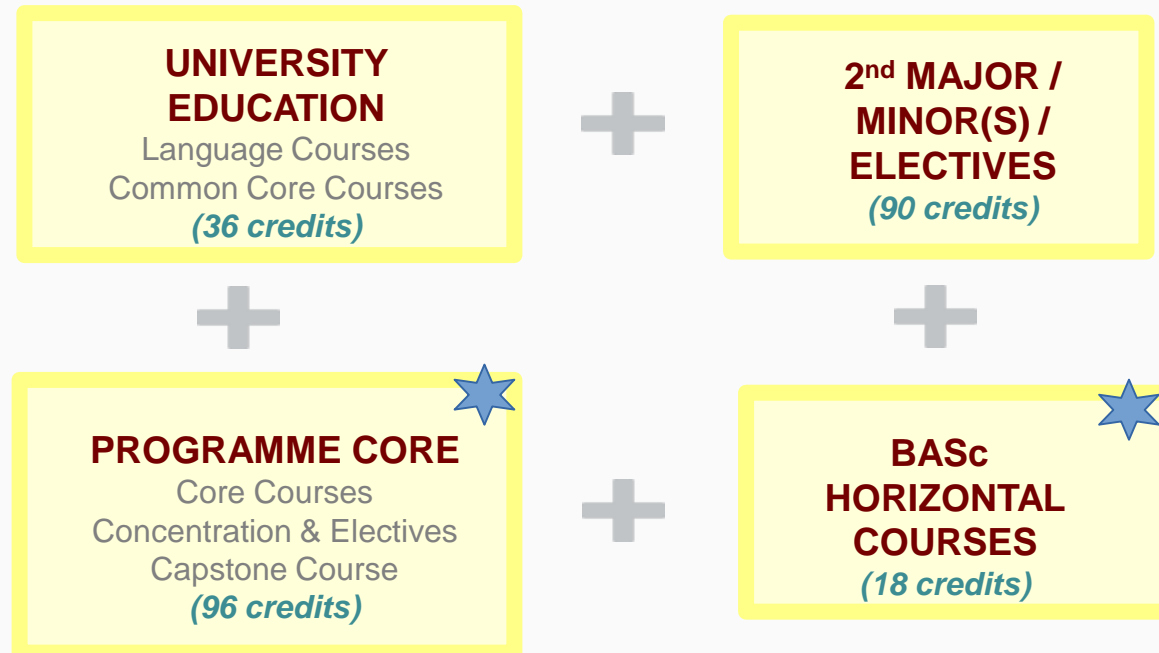 UNIVERSITY
EDUCATION
Language Courses
Common Core Courses
(36 credits)
2nd MAJOR /
MINOR(S) /
ELECTIVES
(90 credits)
PROGRAMME CORE
Core Courses
Concentration & Electives
Capstone Course
(96 credits)
BASc
HORIZONTAL
COURSES
(18 credits)